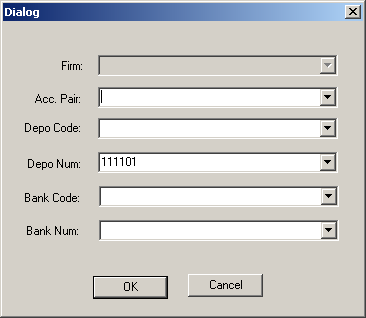 Dialog
Firm:
Acc. Pair:
Depo Code:
Depo Num: 111101
Bank Code:
Bank Num:
OK Cancel